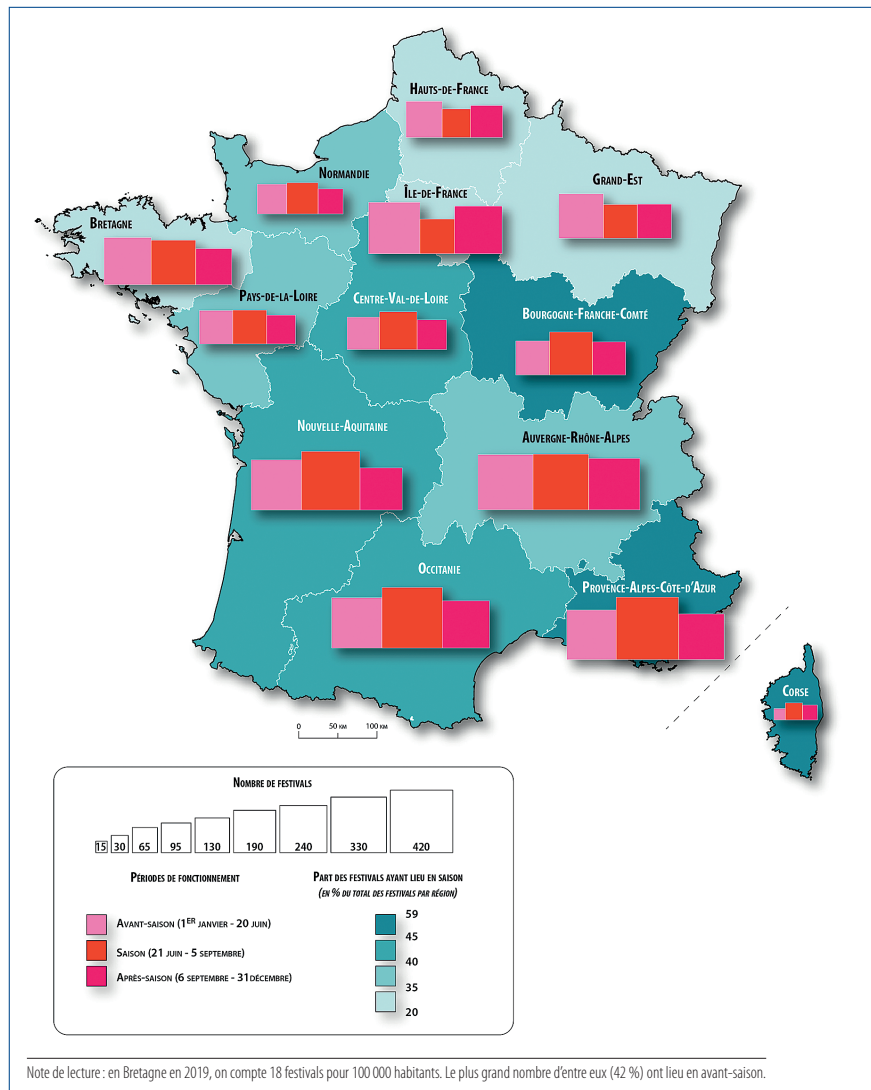 Hauts-de-France
Normandie
Île-de-France
Grand-Est
Bretagne
Pays-de-la-Loire
Centre-Val-de-Loire
Bourgogne-Franche-Comté
Nouvelle-Aquitaine
Auvergne-Rhône-Alpes
Occitanie
Provence-Alpes-Côte-d'Azur
Corse
0 50 km 100 km
Nombre de festivals
15 30 65 95 130 190 240 330 420
Périodes de fonctionnement
Avant-saison (1er janvier - 20 juin)
Saison (21 juin - 5 septembre)
Après-saison (6 septembre - 31décembre)
Part des festivals ayant lieu en saison
(en % du total des festivals par région)
59
45
40
35
20
Note de lecture : en Bretagne en 2019, on compte 18 festivals pour 100 000 habitants. Le plus grand nombre d'entre eux (42 %) ont lieu en avant-saison.